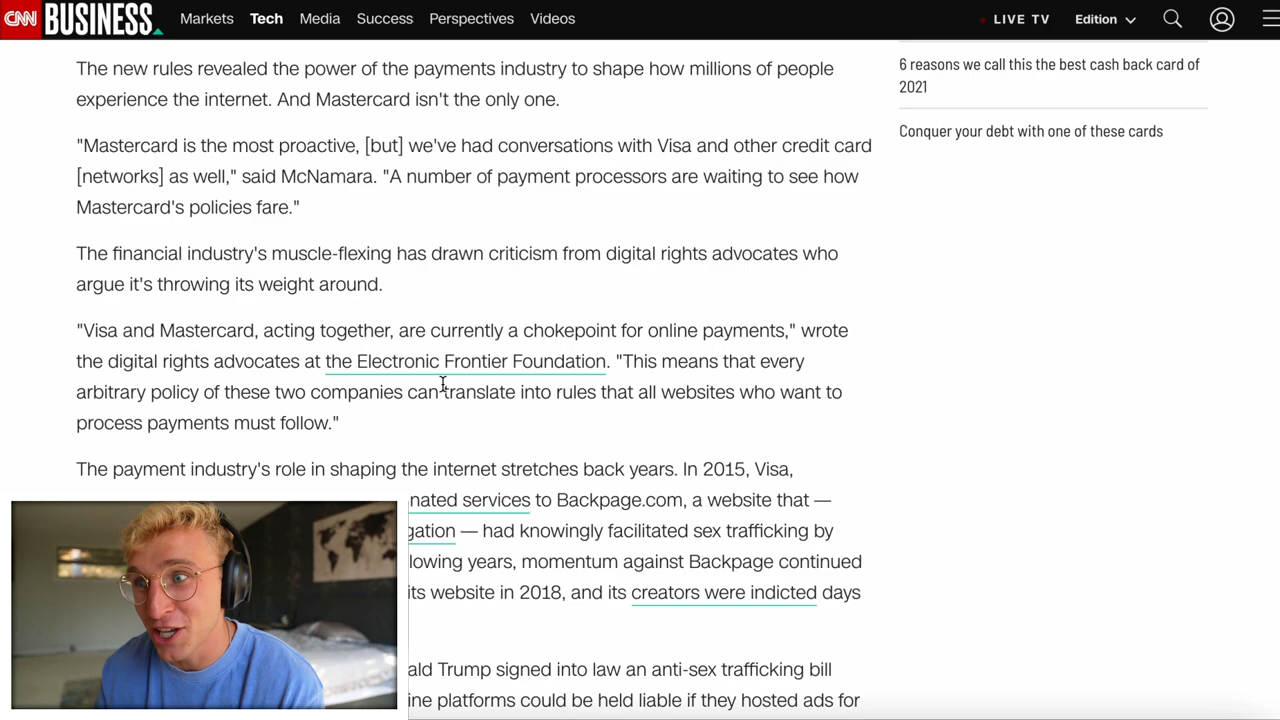 CNN BUSINESS Markets Tech Media Success Perspectives Videos LIVE TV Edition
The new rules revealed the power of the payments industry to shape how millions of people
experience the internet. And Mastercard isn't the only one.
"Mastercard is the most proactive, [but] we've had conversations with Visa and other credit card
[networks] as well," said McNamara. "A number of payment processors are waiting to see how
Mastercard's policies fare."
The financial industry's muscle-flexing has drawn criticism from digital rights advocates who
argue it's throwing its weight around.
"Visa and Mastercard, acting together, are currently a chokepoint for online payments," wrote
the digital rights advocates at the Electronic Frontier Foundation. "This means that every
arbitrary policy of these two companies can translate into rules that all websites who want to
process payments must follow."
The payment industry's role in shaping the internet stretches back years. In 2015, Visa,
nated services to Backpage.com, a website that —
gation — had knowingly facilitated sex trafficking by
lowing years, momentum against Backpage continued
its website in 2018, and its creators were indicted days
ald Trump signed into law an anti-sex trafficking bill
ine platforms could be held liable if they hosted ads for
6 reasons we call this the best cash back card of
2021
Conquer your debt with one of these cards